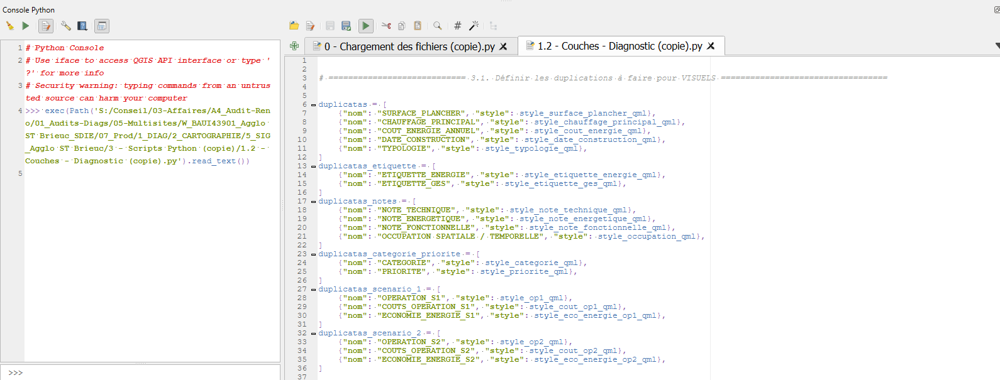 Console Python
0 - Chargement des fichiers (copie).py
1.2 - Couches - Diagnostic (copie).py
1 # Python Console
2 # Use iface to access QGIS API interface or type '
?' for more info
3 # Security warning: typing commands from an untrus
ted source can harm your computer
4 >>> exec(Path('S:/Conseil/03-Affaires/A4_Audit-Ren
o/01_Audits-Diags/05-Multisites/W_BAUI43901_Agglo
ST Brieuc_SDIE/07_Prod/1_DIAG/2_CARTOGRAPHIE/5_SIG
_Agglo ST Brieuc/3 - Scripts Python (copie)/1.2 -
Couches - Diagnostic (copie).py').read_text())
5
>>>
1
2
3 # ============================ 3.1. Définir les duplications à faire pour VISUELS ==================================
4
5
6 duplicatas = [
7 {"nom": "SURFACE_PLANCHER", "style": style_surface_plancher_qml},
8 {"nom": "CHAUFFAGE_PRINCIPAL", "style": style_chauffage_principal_qml},
9 {"nom": "COUT_ENERGIE_ANNUEL", "style": style_cout_energie_qml},
10 {"nom": "DATE_CONSTRUCTION", "style": style_date_construction_qml},
11 {"nom": "TYPOLOGIE", "style": style_typologie_qml},
12 ]
13 duplicatas_etiquette = [
14 {"nom": "ETIQUETTE_ENERGIE", "style": style_etiquette_energie_qml},
15 {"nom": "ETIQUETTE_GES", "style": style_etiquette_ges_qml},
16 ]
17 duplicatas_notes = [
18 {"nom": "NOTE_TECHNIQUE", "style": style_note_technique_qml},
19 {"nom": "NOTE_ENERGETIQUE", "style": style_note_energetique_qml},
20 {"nom": "NOTE_FONCTIONNELLE", "style": style_note_fonctionnelle_qml},
21 {"nom": "OCCUPATION SPATIALE / TEMPORELLE", "style": style_occupation_qml},
22 ]
23 duplicatas_categorie_priorite = [
24 {"nom": "CATEGORIE", "style": style_categorie_qml},
25 {"nom": "PRIORITE", "style": style_priorite_qml},
26 ]
27 duplicatas_scenario_1 = [
28 {"nom": "OPERATION_S1", "style": style_op1_qml},
29 {"nom": "COUTS_OPERATION_S1", "style": style_cout_op1_qml},
30 {"nom": "ECONOMIE_ENERGIE_S1", "style": style_eco_energie_op1_qml},
31 ]
32 duplicatas_scenario_2 = [
33 {"nom": "OPERATION_S2", "style": style_op2_qml},
34 {"nom": "COUTS_OPERATION_S2", "style": style_cout_op2_qml},
35 {"nom": "ECONOMIE_ENERGIE_S2", "style": style_eco_energie_op2_qml},
36 ]
37